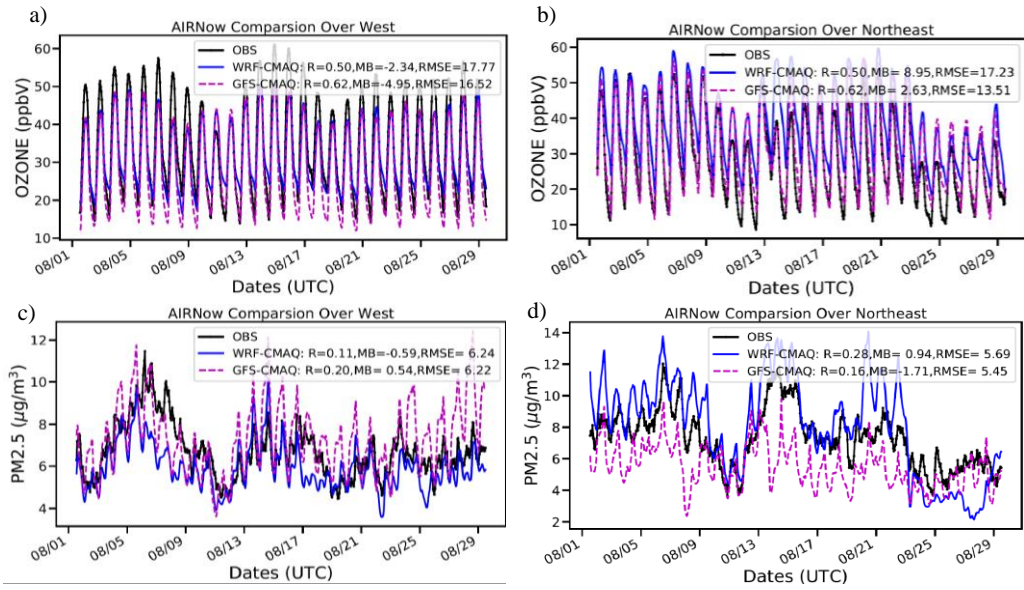 a)
AIRNow Comparsion Over West
OBS
WRF-CMAQ: R=0.50,MB=-2.34,RMSE=17.77
GFS-CMAQ: R=0.62,MB=-4.95,RMSE=16.52
OZONE (ppbV)
60
50
40
30
20
10
08/01
08/05
08/09
08/13
08/17
08/21
08/25
08/29
Dates (UTC)
b)
AIRNow Comparsion Over Northeast
OBS
WRF-CMAQ: R=0.50,MB= 8.95,RMSE=17.23
GFS-CMAQ: R=0.62,MB= 2.63,RMSE=13.51
OZONE (ppbV)
60
50
40
30
20
10
08/01
08/05
08/09
08/13
08/17
08/21
08/25
08/29
Dates (UTC)
c)
AIRNow Comparsion Over West
OBS
WRF-CMAQ: R=0.11,MB=-0.59,RMSE= 6.24
GFS-CMAQ: R=0.20,MB= 0.54,RMSE= 6.22
PM2.5 (μg/m³)
12
10
8
6
4
08/01
08/05
08/09
08/13
08/17
08/21
08/25
08/29
Dates (UTC)
d)
AIRNow Comparsion Over Northeast
OBS
WRF-CMAQ: R=0.28,MB= 0.94,RMSE= 5.69
GFS-CMAQ: R=0.16,MB=-1.71,RMSE= 5.45
PM2.5 (μg/m³)
14
12
10
8
6
4
2
08/01
08/05
08/09
08/13
08/17
08/21
08/25
08/29
Dates (UTC)